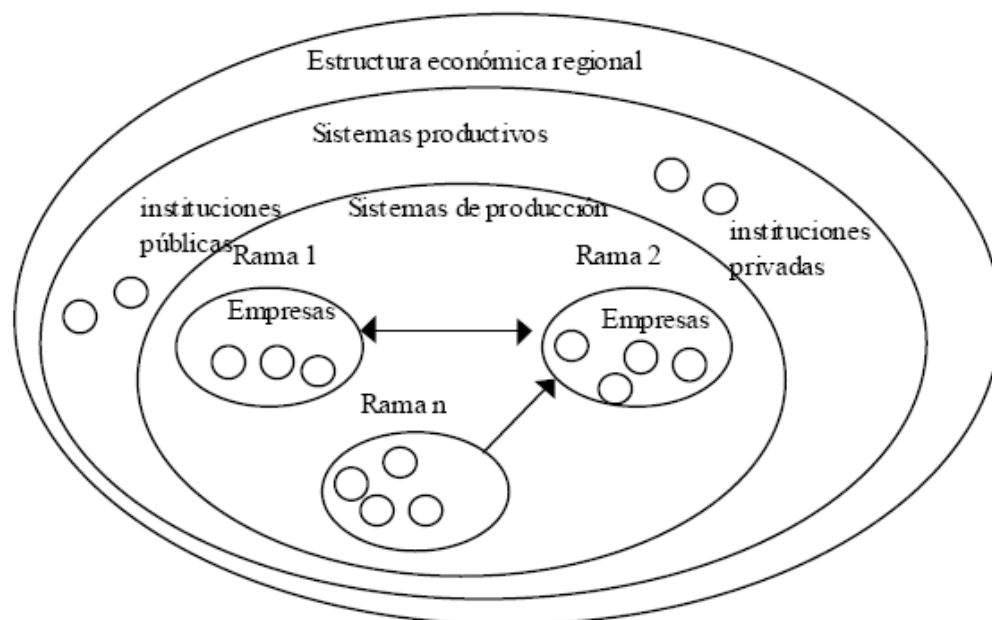 Estructura económica regional
Sistemas productivos
instituciones
públicas
Sistemas de producción
instituciones
privadas
Rama 1
Rama 2
Empresas
Empresas
Rama n